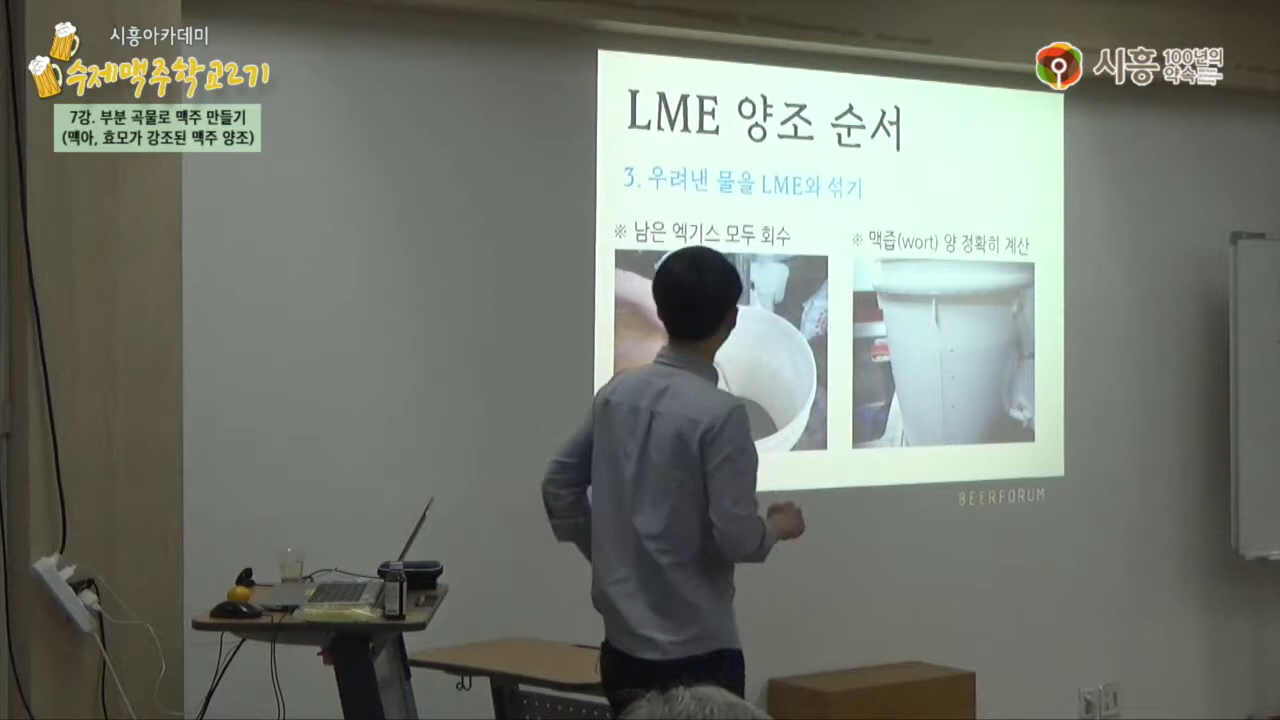 시흥아카데미
수제맥주학교2기
7강. 부분 곡물로 맥주 만들기
(맥아, 효모가 강조된 맥주 양조)
시흥 100년의
약속
LME 양조 순서
3. 우려낸 물을 LME와 섞기
※ 남은 엑기스 모두 회수
※ 맥즙(wort) 양 정확히 계산
BEERFORUM